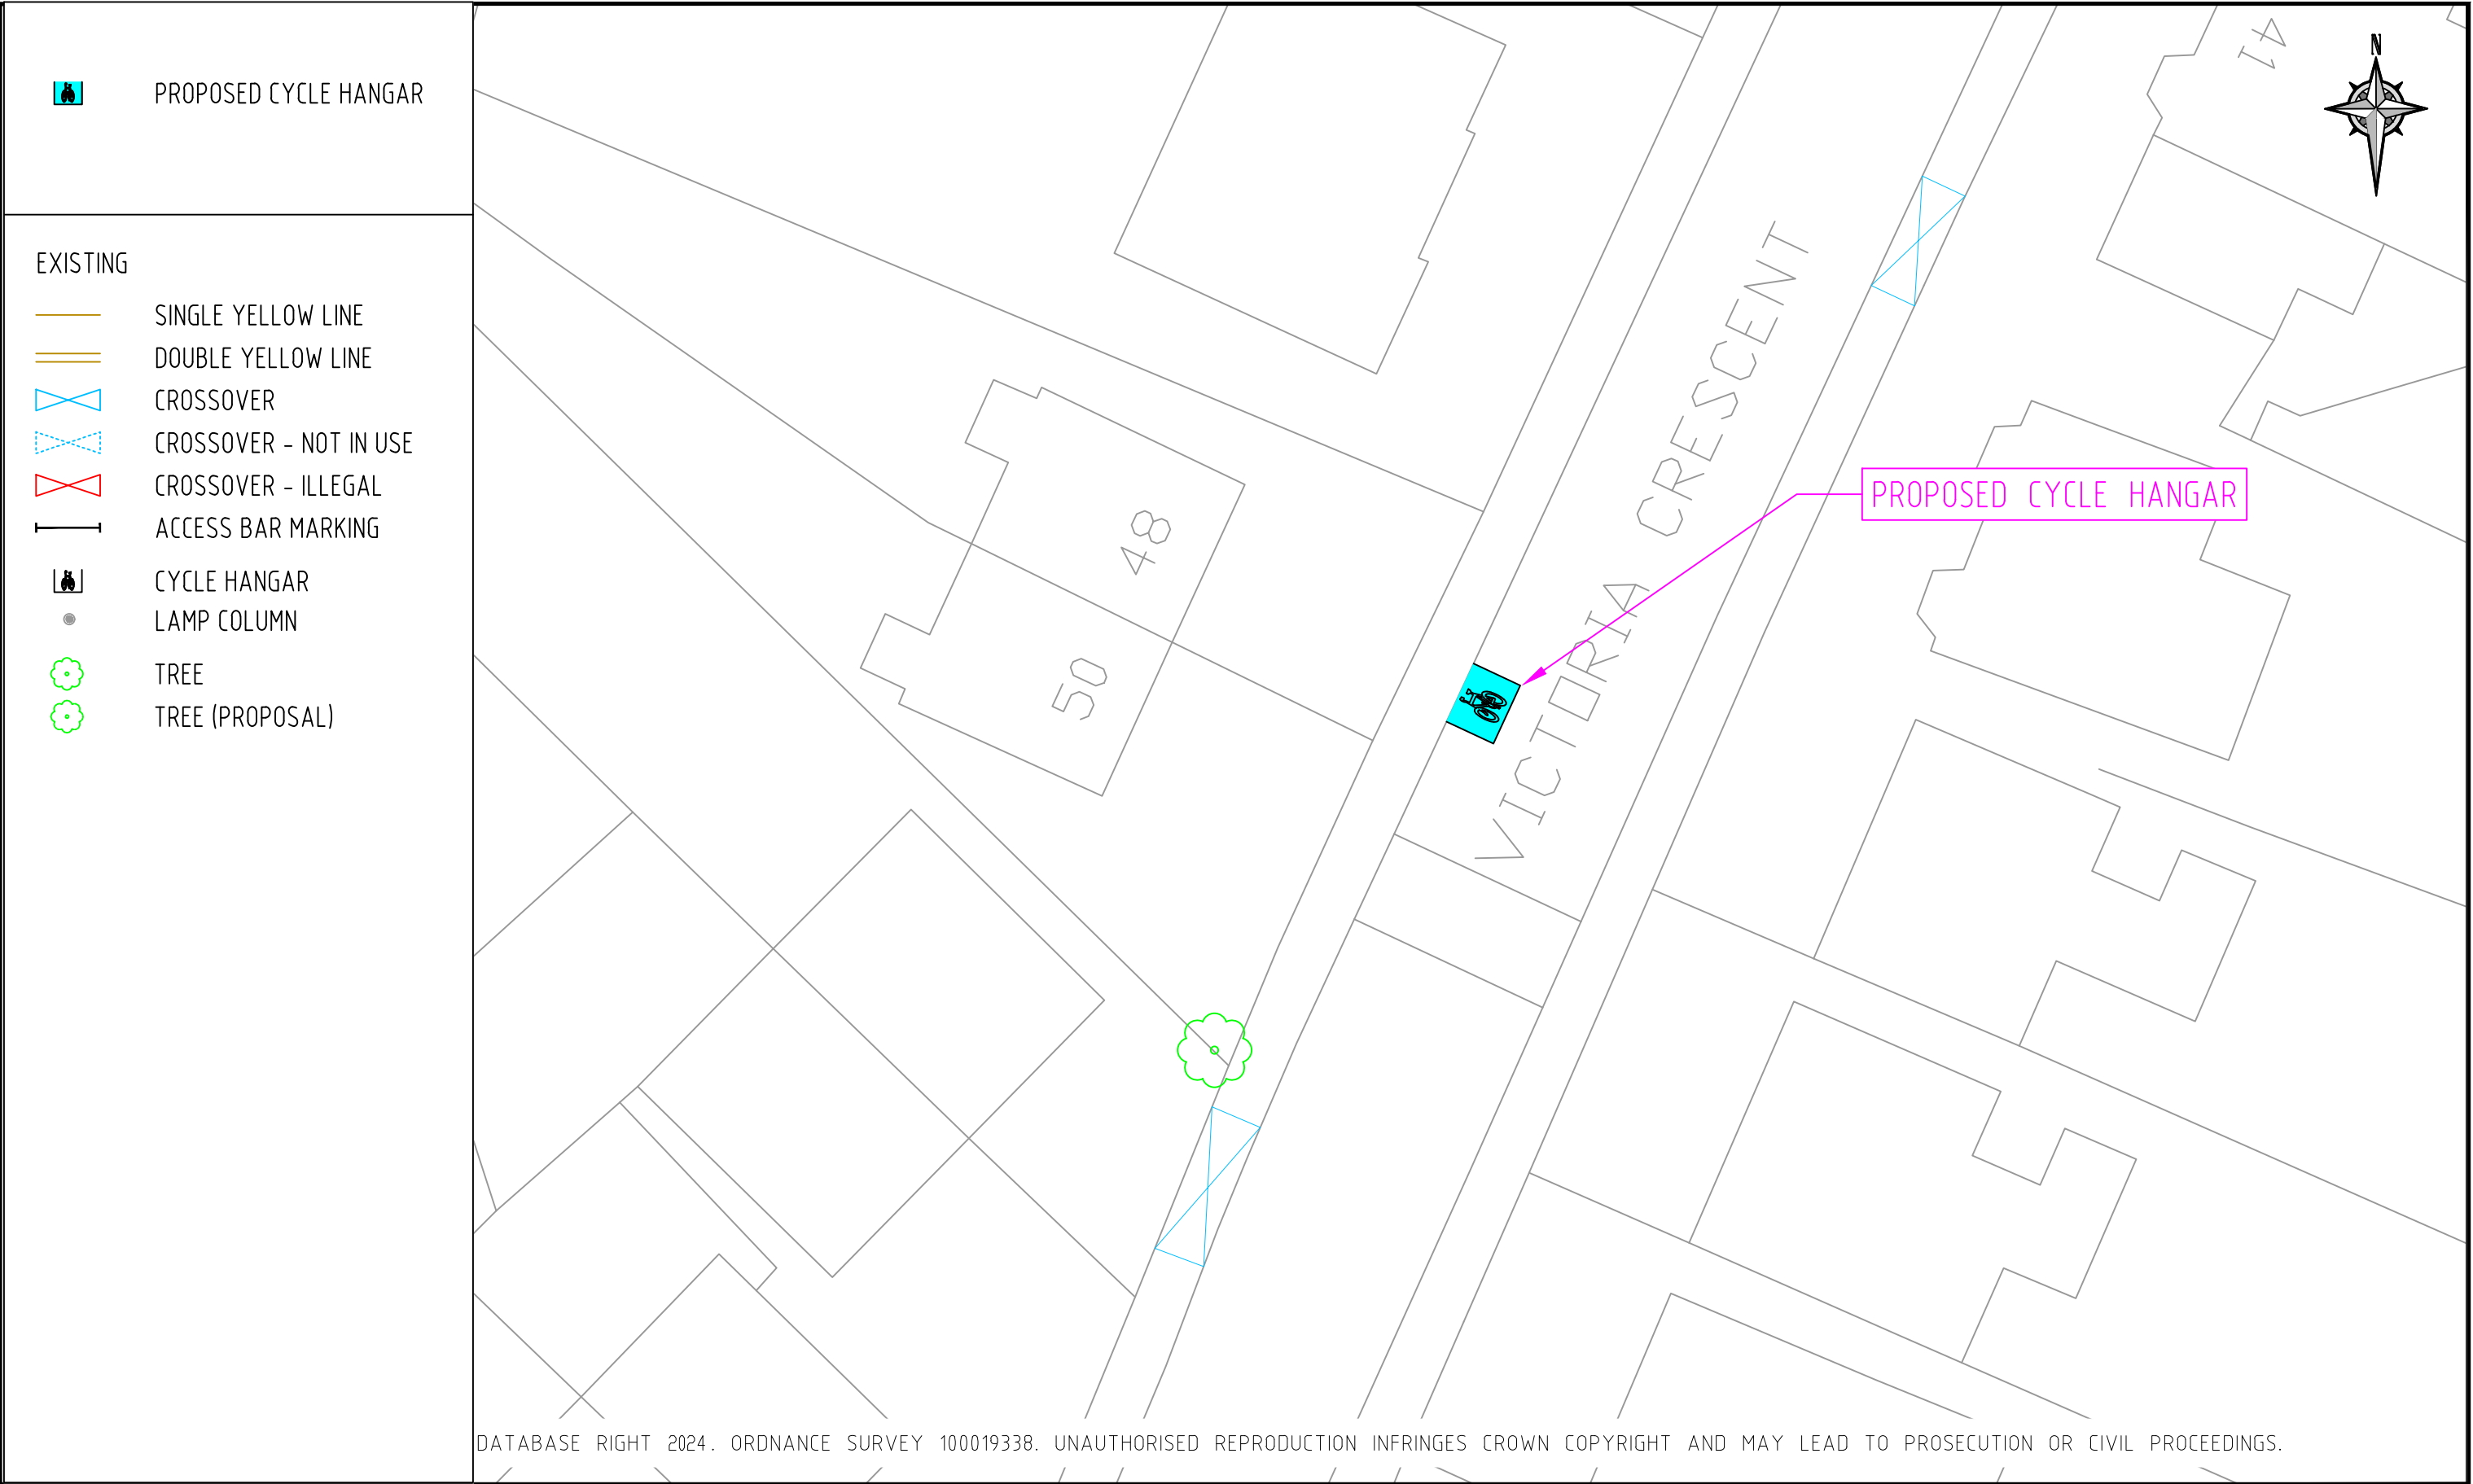 PROPOSED CYCLE HANGAR
EXISTING
SINGLE YELLOW LINE
DOUBLE YELLOW LINE
CROSSOVER
CROSSOVER - NOT IN USE
CROSSOVER - ILLEGAL
ACCESS BAR MARKING
CYCLE HANGAR
LAMP COLUMN
TREE
TREE (PROPOSAL)
N
41
VICTORIA CRESCENT
PROPOSED CYCLE HANGAR
48
50
DATABASE RIGHT 2024. ORDNANCE SURVEY 100019338. UNAUTHORISED REPRODUCTION INFRINGES CROWN COPYRIGHT AND MAY LEAD TO PROSECUTION OR CIVIL PROCEEDINGS.